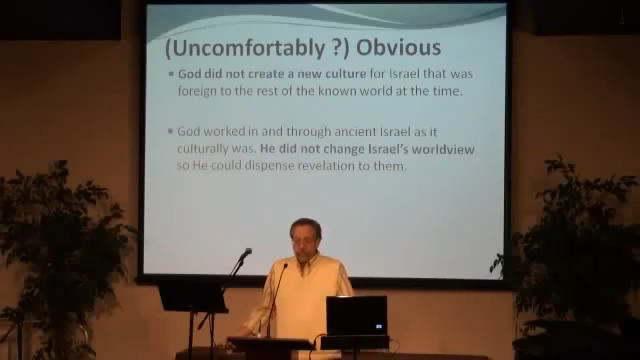 (Uncomfortably ?) Obvious
God did not create a new culture for Israel that was
foreign to the rest of the known world at the time.
God worked in and through ancient Israel as it
culturally was. He did not change Israel's worldview
so He could dispense revelation to them.